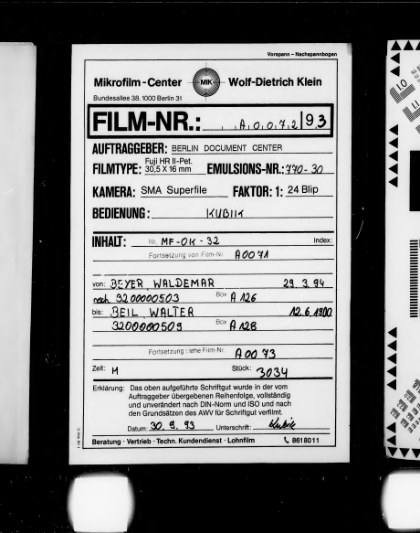 Vorspann – Nachspannbogen
Mikrofilm-Center MK Wolf-Dietrich Klein
Bundesallee 38, 1000 Berlin 31
FILM-NR.: A.0.0.7.2/93
AUFTRAGGEBER: BERLIN DOCUMENT CENTER
FILMTYPE: Fuji HR II-Pet. 30,5 X 16 mm EMULSIONS-NR.: 770-30
KAMERA: SMA Superfile FAKTOR: 1: 24 Blip
BEDIENUNG: KUBIK
INHALT: Nr. MF-OK-32 Index:
Fortsetzung von Film-Nr. A0071
von: BEYER, WALDEMAR 29.3.94
3200000503 Box A 126
bis: BEIL, WALTER 12.6.1900
3200000509 Box A 128
Fortsetzung siehe Film-Nr. A0073
Zeit: M Stück: 3034
Erklärung: Das oben aufgeführte Schriftgut wurde in der vom
Auftraggeber übergebenen Reihenfolge, vollständig
und unverändert nach DIN-Norm und ISO und nach
den Grundsätzen des AWV für Schriftgut verfilmt.
Datum: 30.9.93 Unterschrift: Kubik
Beratung · Vertrieb · Techn. Kundendienst · Lohnfilm 8618011